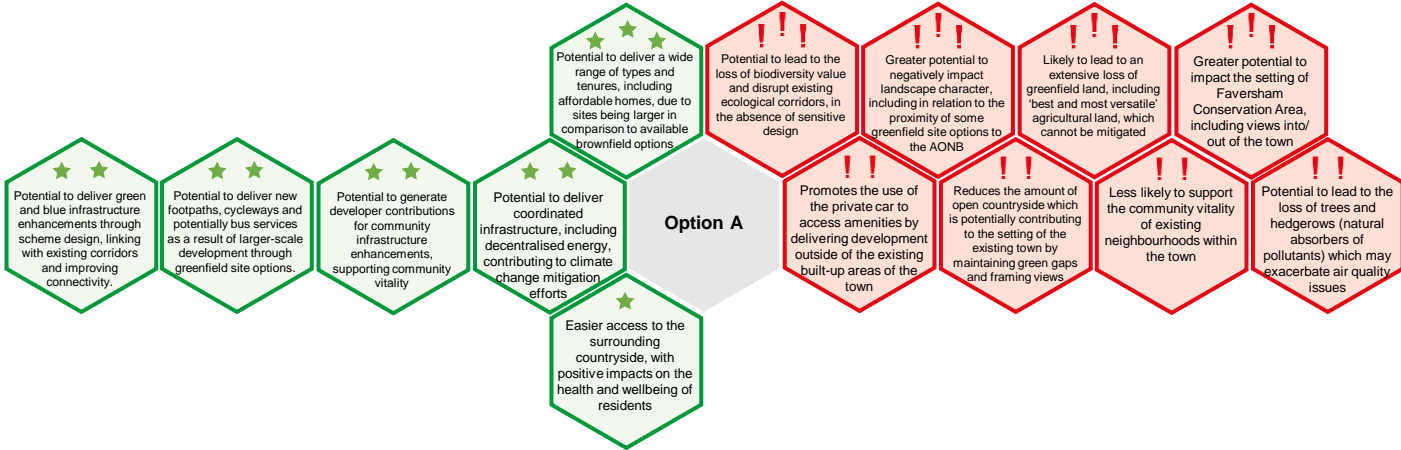 Potential to deliver a wide
range of types and
tenures, including
affordable homes, due to
sites being larger in
comparison to available
brownfield options
Potential to lead to the
loss of biodiversity value
and disrupt existing
ecological corridors, in
the absence of sensitive
design
Greater potential to
negatively impact
landscape character,
including in relation to the
proximity of some
greenfield site options to
the AONB
Likely to lead to an
extensive loss of
greenfield land, including
‘best and most versatile’
agricultural land, which
cannot be mitigated
Greater potential to
impact the setting of
Faversham
Conservation Area,
including views into/
out of the town
Potential to deliver green
and blue infrastructure
enhancements through
scheme design, linking
with existing corridors
and improving
connectivity.
Potential to deliver new
footpaths, cycleways and
potentially bus services
as a result of larger-scale
development through
greenfield site options.
Potential to generate
developer contributions
for community
infrastructure
enhancements,
supporting community
vitality
Potential to deliver
coordinated
infrastructure, including
decentralised energy,
contributing to climate
change mitigation
efforts
Option A
Promotes the use of
the private car to
access amenities by
delivering development
outside of the existing
built-up areas of the
town
Reduces the amount of
open countryside which
is potentially contributing
to the setting of the
existing town by
maintaining green gaps
and framing views
Less likely to support
the community vitality
of existing
neighbourhoods within
the town
Potential to lead to the
loss of trees and
hedgerows (natural
absorbers of
pollutants) which may
exacerbate air quality
issues
Easier access to the
surrounding
countryside, with
positive impacts on the
health and wellbeing of
residents